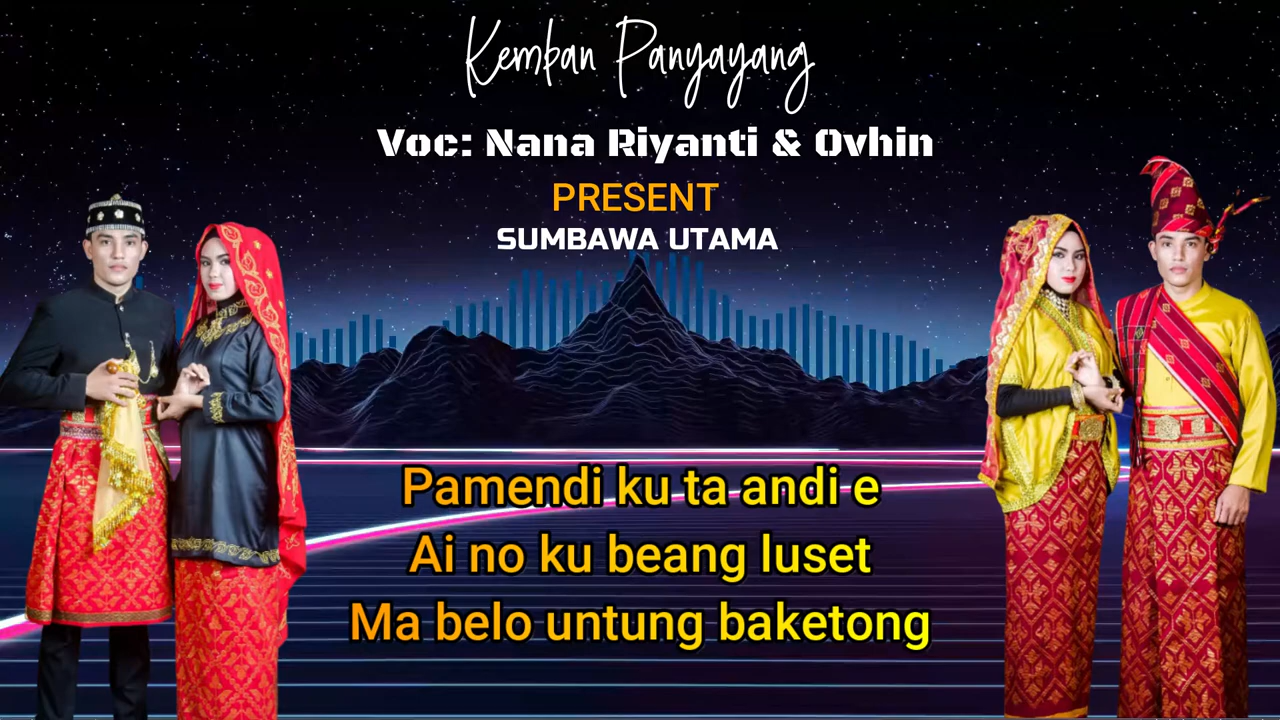 Kemban Panyayang
Voc: Nana Riyanti & Ovhin
PRESENT
SUMBAWA UTAMA
Pamendi ku ta andi e
Ai no ku beang luset
Ma belo untung baketong